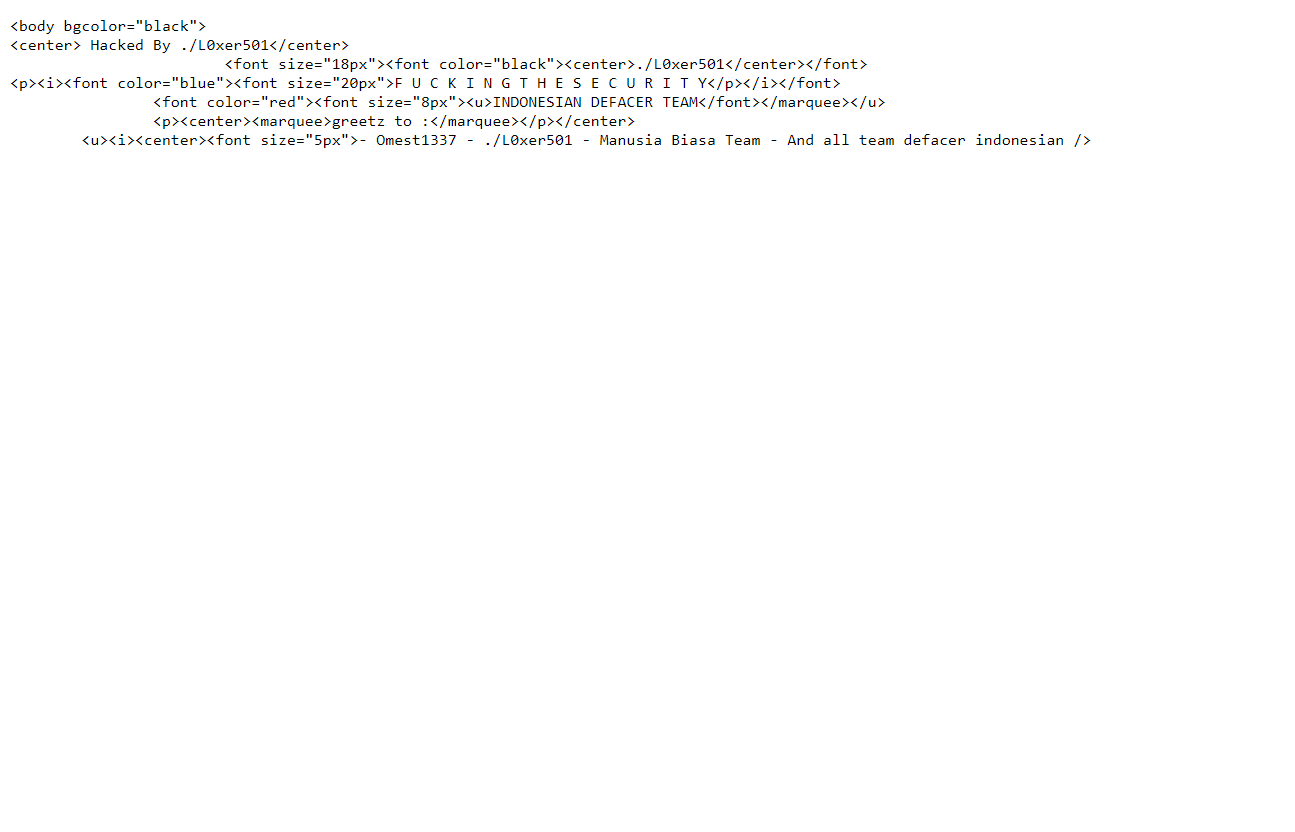 <body bgcolor="black">
<center> Hacked By ./L0xer501</center>
<font size="18px"><font color="black"><center>./L0xer501</center></font>
<p><i><font color="blue"><font size="20px">F U C K I N G T H E S E C U R I T Y</p></i></font>
<font color="red"><font size="8px"><u>INDONESIAN DEFACER TEAM</font></marquee></u>
<p><center><marquee>greetz to :</marquee></p></center>
<u><i><center><font size="5px">- Omest1337 - ./L0xer501 - Manusia Biasa Team - And all team defacer indonesian />